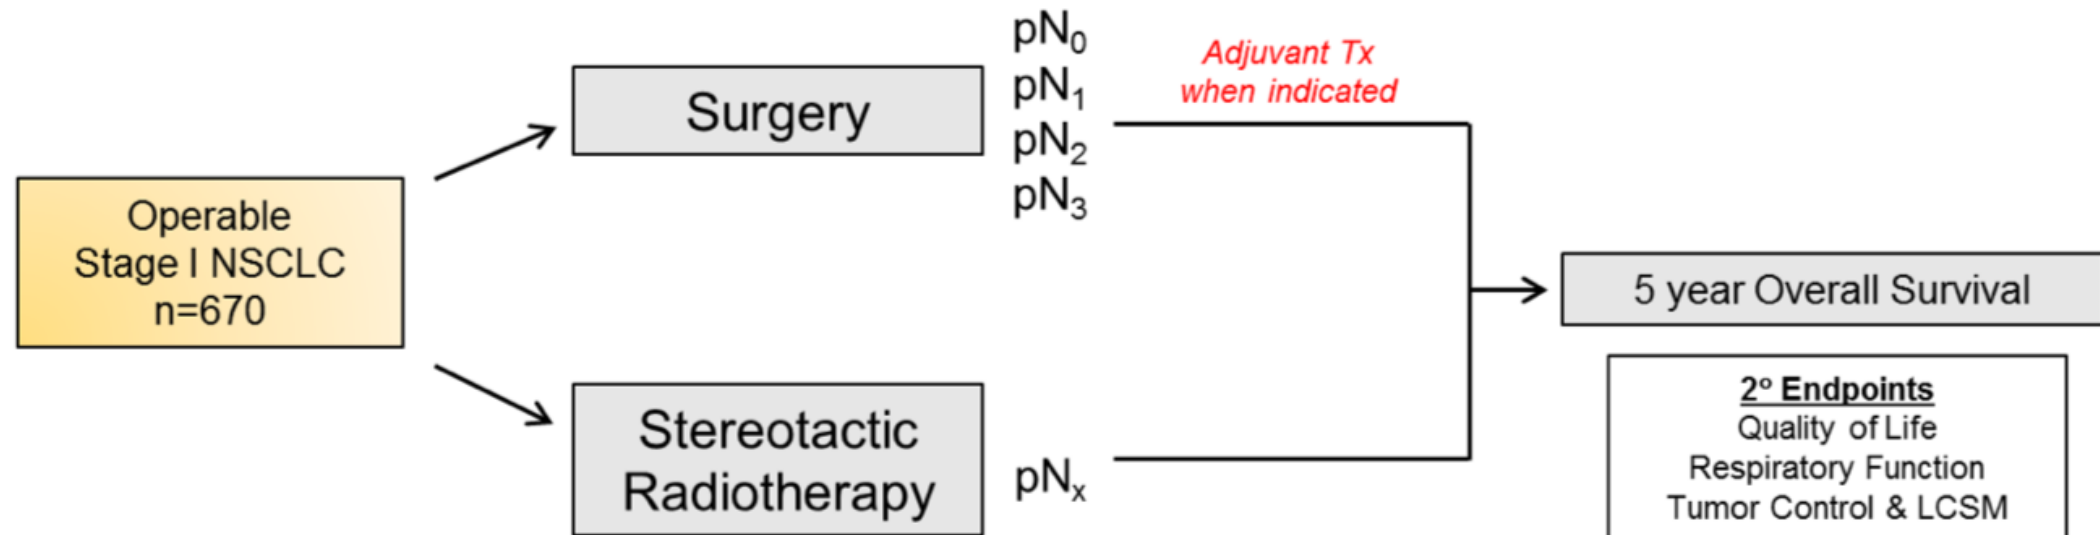 Operable
Stage I NSCLC
n=670
Surgery
pN₀
pN₁
pN₂
pN₃
Adjuvant Tx
when indicated
Stereotactic
Radiotherapy
pNₓ
5 year Overall Survival
2º Endpoints
Quality of Life
Respiratory Function
Tumor Control & LCSM